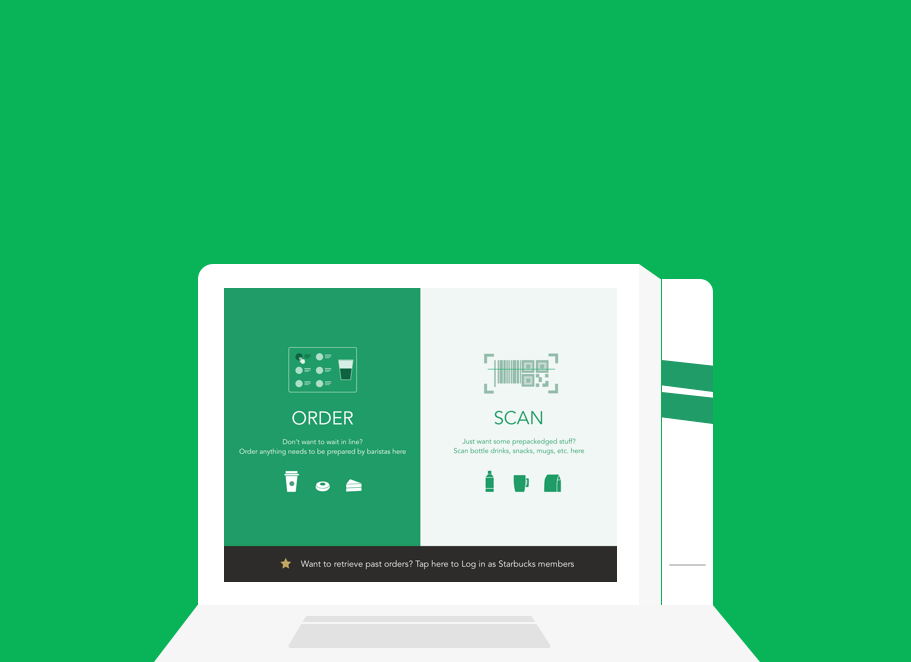 ORDER
Don't want to wait in line?
Order anything needs to be prepared by baristas here
SCAN
Just want some prepackedged stuff?
Scan bottle drinks, snacks, mugs, etc. here
Want to retrieve past orders? Tap here to Log in as Starbucks members